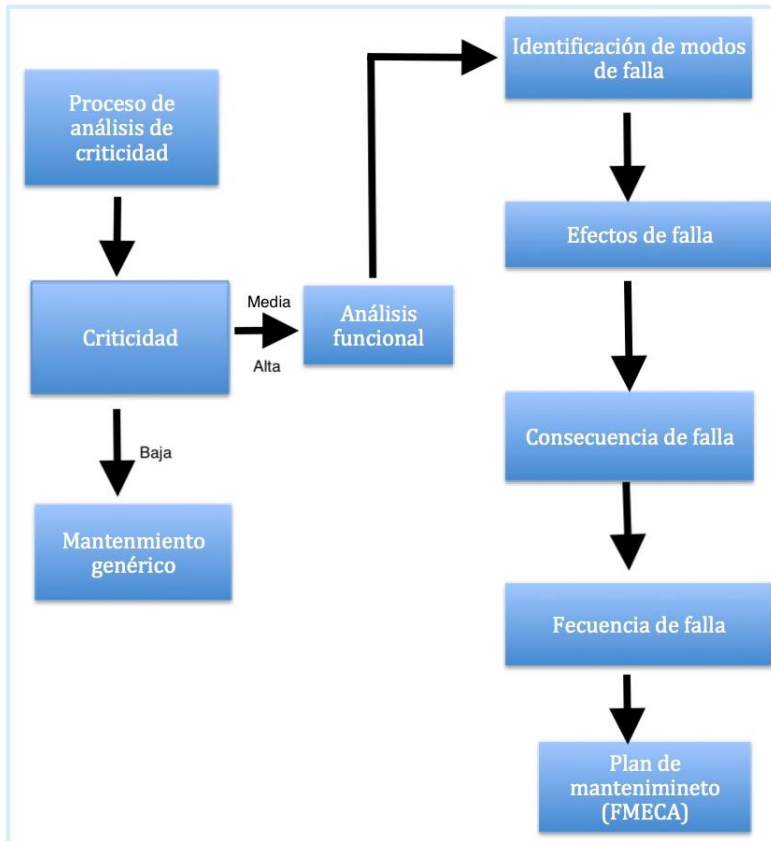 Proceso de
análisis de
criticidad
Criticidad
Media
Alta
Baja
Mantenmiento
genérico
Análisis
funcional
Identificación de modos
de falla
Efectos de falla
Consecuencia de falla
Fecuencia de falla
Plan de
mantenimineto
(FMECA)